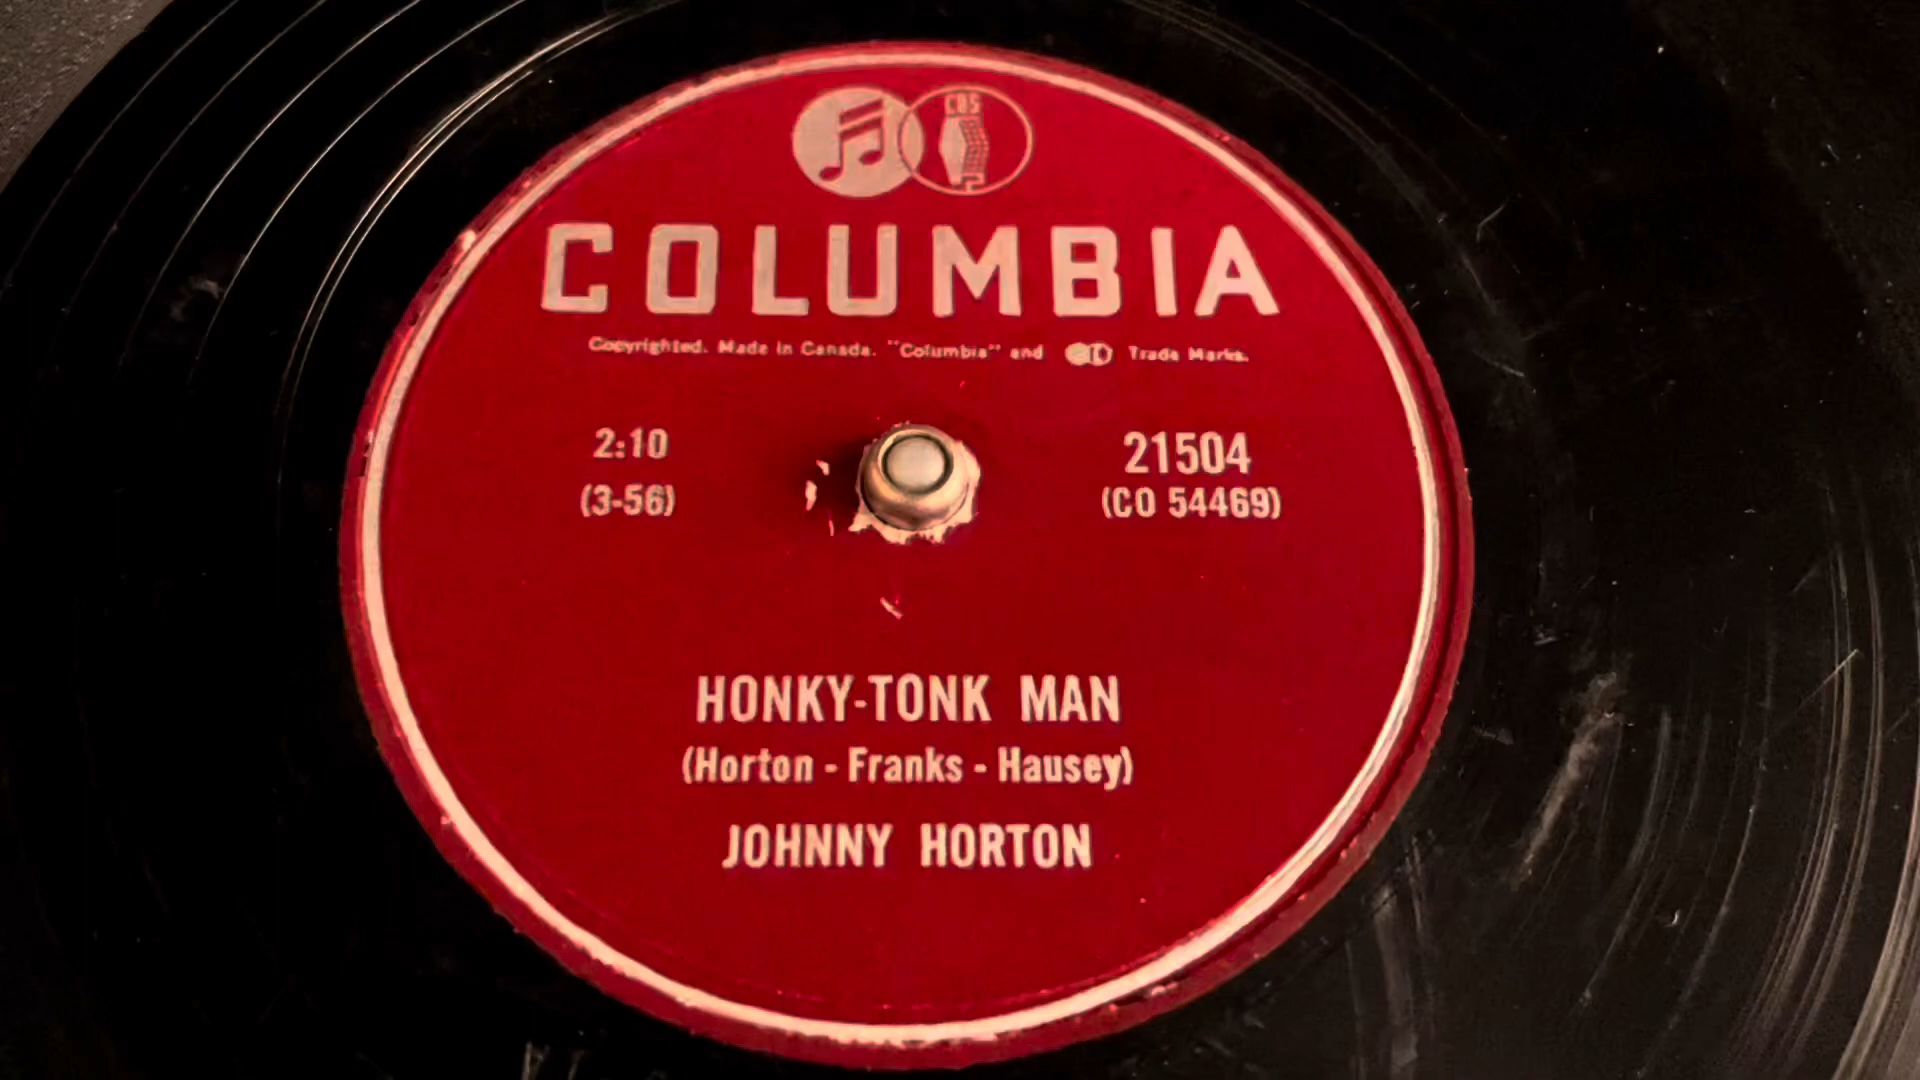 CBS
COLUMBIA
Copyrighted. Made in Canada. "Columbia" and Trade Marks.
2:10
(3-56)
21504
(CO 54469)
HONKY-TONK MAN
(Horton - Franks - Hausey)
JOHNNY HORTON